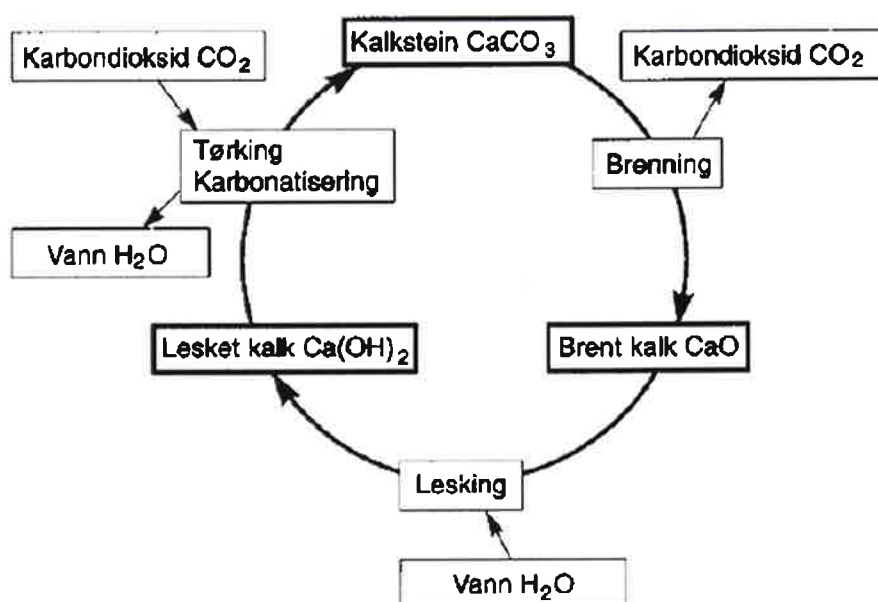 Kalkstein CaCO₃
Karbondioksid CO₂
Karbondioksid CO₂
Tørking
Karbonatisering
Brenning
Vann H₂O
Lesket kalk Ca(OH)₂
Brent kalk CaO
Lesking
Vann H₂O